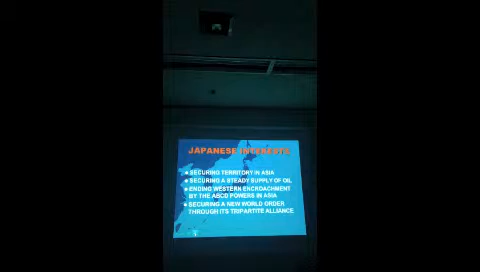 JAPANESE INTERESTS
SECURING TERRITORY IN ASIA
SECURING A STEADY SUPPLY OF OIL
ENDING WESTERN ENCROACHMENT
BY THE ABCD POWERS IN ASIA
SECURING A NEW WORLD ORDER
THROUGH ITS TRIPARTITE ALLIANCE